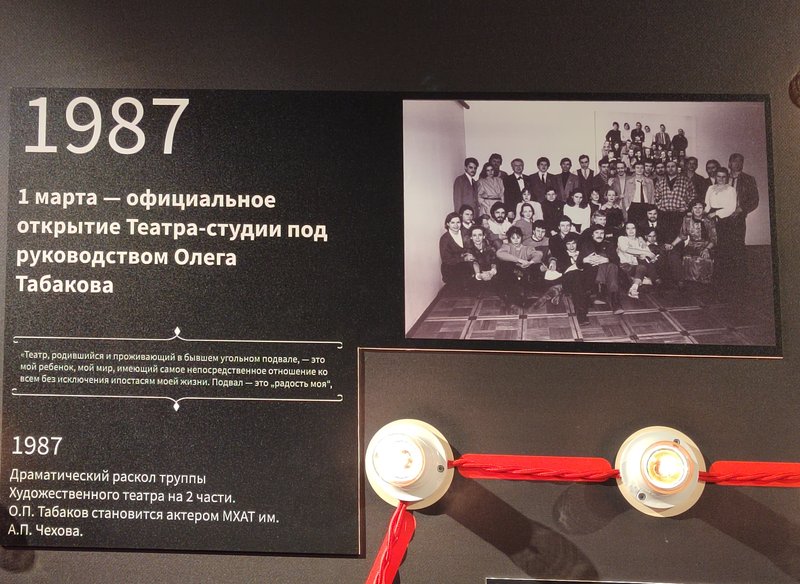 1987
1 марта — официальное
открытие Театра-студии под
руководством Олега
Табакова
«Театр, родившийся и проживающий в бывшем угольном подвале, — это
мой ребенок, мой мир, имеющий самое непосредственное отношение ко
всем без исключения ипостасям моей жизни. Подвал — это „радость моя“,
1987
Драматический раскол труппы
Художественного театра на 2 части.
О.П. Табаков становится актером МХАТ им.
А.П. Чехова.